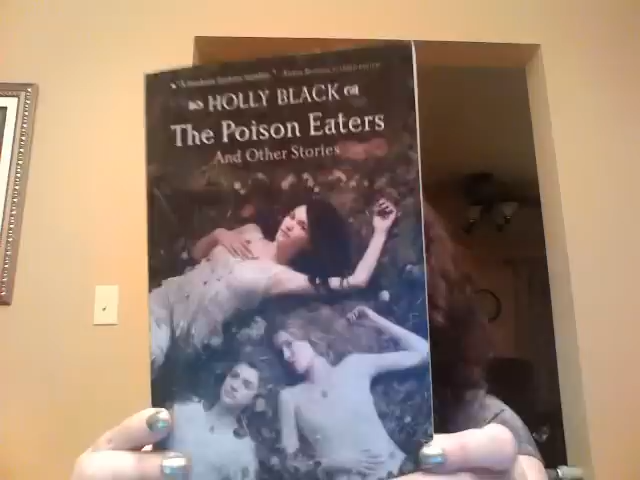 HOLLY BLACK
The Poison Eaters
And Other Stories